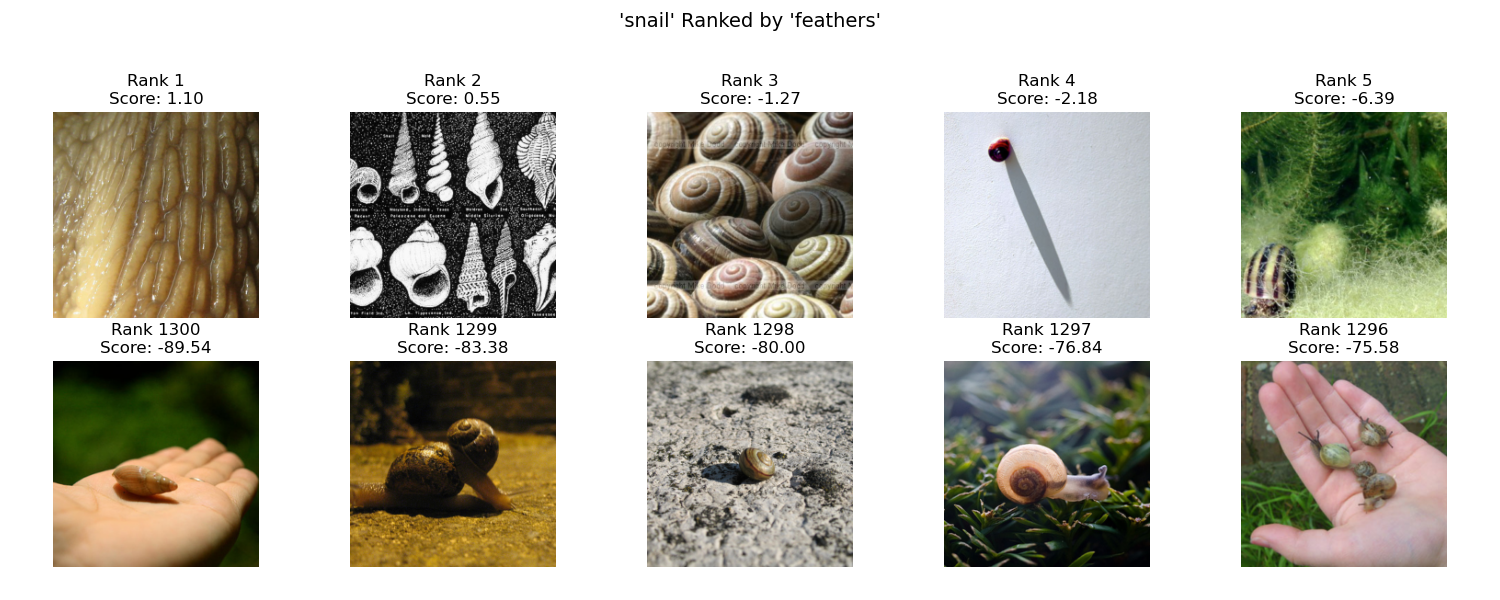 'snail' Ranked by 'feathers'
Rank 1
Score: 1.10
Rank 2
Score: 0.55
Rank 3
Score: -1.27
Rank 4
Score: -2.18
Rank 5
Score: -6.39
Rank 1300
Score: -89.54
Rank 1299
Score: -83.38
Rank 1298
Score: -80.00
Rank 1297
Score: -76.84
Rank 1296
Score: -75.58